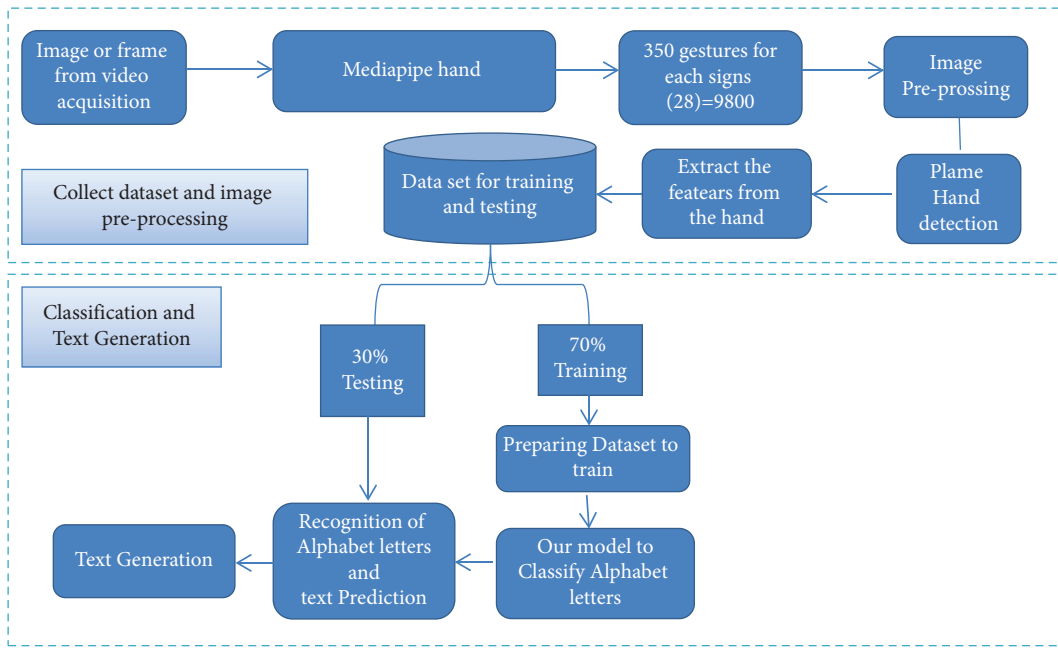 Image or frame
from video
acquisition
Mediapipe hand
350 gestures for
each signs
(28)=9800
Image
Pre-prossing
Collect dataset and image
pre-processing
Data set for training
and testing
Extract the
featears from
the hand
Plame
Hand
detection
Classification and
Text Generation
30%
Testing
70%
Training
Preparing Dataset to
train
Text Generation
Recognition of
Alphabet letters
and
text Prediction
Our model to
Classify Alphabet
letters